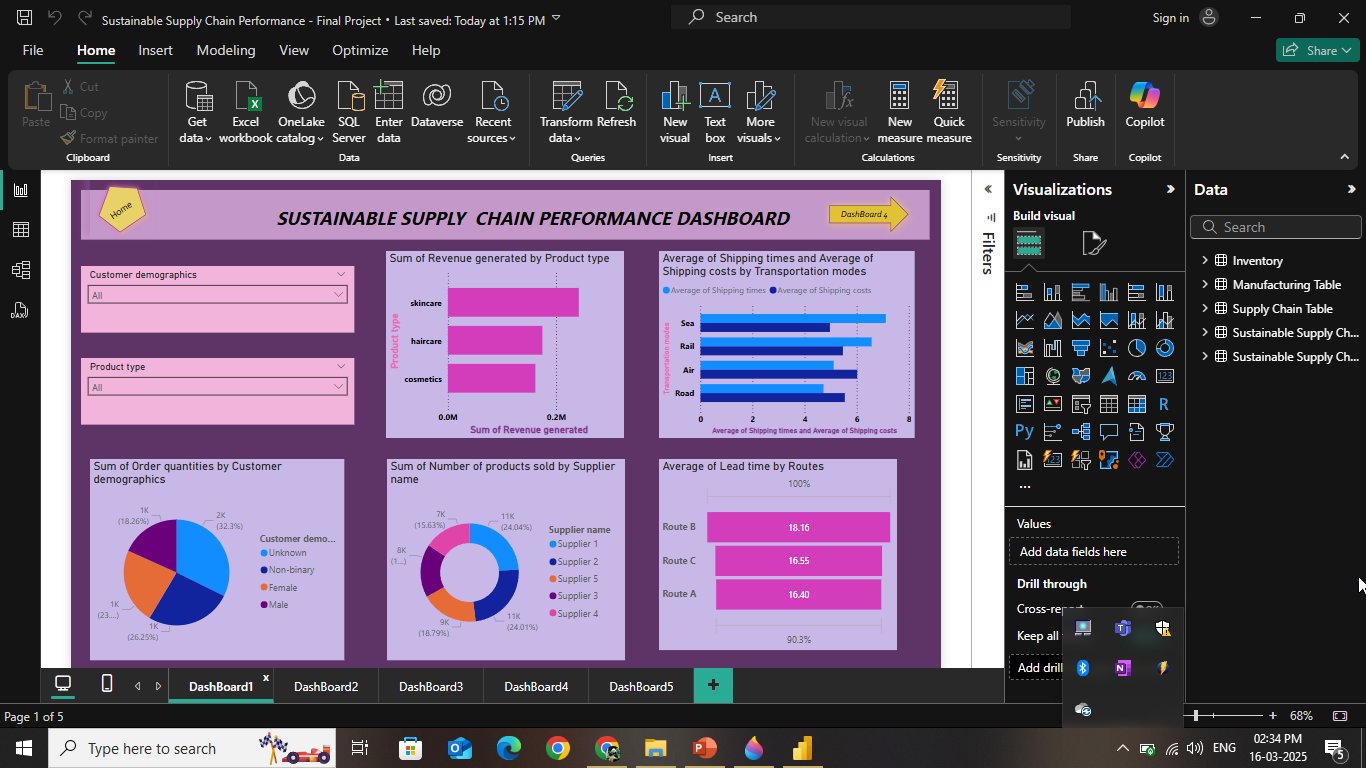 Sustainable Supply Chain Performance - Final Project • Last saved: Today at 1:15 PM
Search
Sign in
File
Home
Insert
Modeling
View
Optimize
Help
Share
Paste
Cut
Copy
Format painter
Clipboard
Get data
Excel workbook
OneLake catalog
SQL Server
Enter data
Dataverse
Recent sources
Data
Transform data
Refresh
Queries
New visual
Text box
More visuals
Insert
New visual calculation
New measure
Quick measure
Calculations
Sensitivity
Sensitivity
Publish
Share
Copilot
Copilot
Home
SUSTAINABLE SUPPLY CHAIN PERFORMANCE DASHBOARD
DashBoard 4
Customer demographics
All
Product type
All
Sum of Revenue generated by Product type
Product type
skincare
haircare
cosmetics
0.0M 0.2M
Sum of Revenue generated
Average of Shipping times and Average of
Shipping costs by Transportation modes
Average of Shipping times Average of Shipping costs
Transportation modes
Sea
Rail
Air
Road
0 2 4 6 8
Average of Shipping times and Average of Shipping costs
Sum of Order quantities by Customer
demographics
1K
(18.26%)
2K
(32.3%)
1K
(23...)
1K
(26.25%)
Customer demo...
Unknown
Non-binary
Female
Male
Sum of Number of products sold by Supplier
name
7K
(15.63%)
11K
(24.04%)
8K
(1...)
9K
(18.79%)
11K
(24.01%)
Supplier name
Supplier 1
Supplier 2
Supplier 5
Supplier 3
Supplier 4
Average of Lead time by Routes
100%
Route B 18.16
Route C 16.55
Route A 16.40
90.3%
Filters
Visualizations
Build visual
123
R
Py
123
...
Values
Add data fields here
Drill through
Cross-report
Off
Keep all
Add drill
Data
Search
Inventory
Manufacturing Table
Supply Chain Table
Sustainable Supply Ch...
Sustainable Supply Ch...
DAX
DashBoard1 x
DashBoard2
DashBoard3
DashBoard4
DashBoard5
+
Page 1 of 5
+ 68%
Type here to search
ENG
02:34 PM
16-03-2025
5